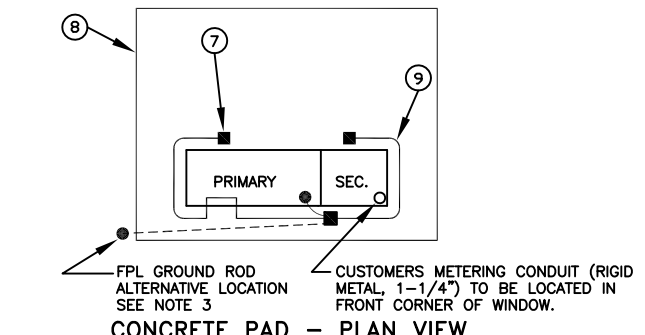 8
7
9
PRIMARY
SEC.
FPL GROUND ROD
ALTERNATIVE LOCATION
SEE NOTE 3
CUSTOMERS METERING CONDUIT (RIGID
METAL, 1-1/4") TO BE LOCATED IN
FRONT CORNER OF WINDOW.
CONCRETE PAD – PLAN VIEW